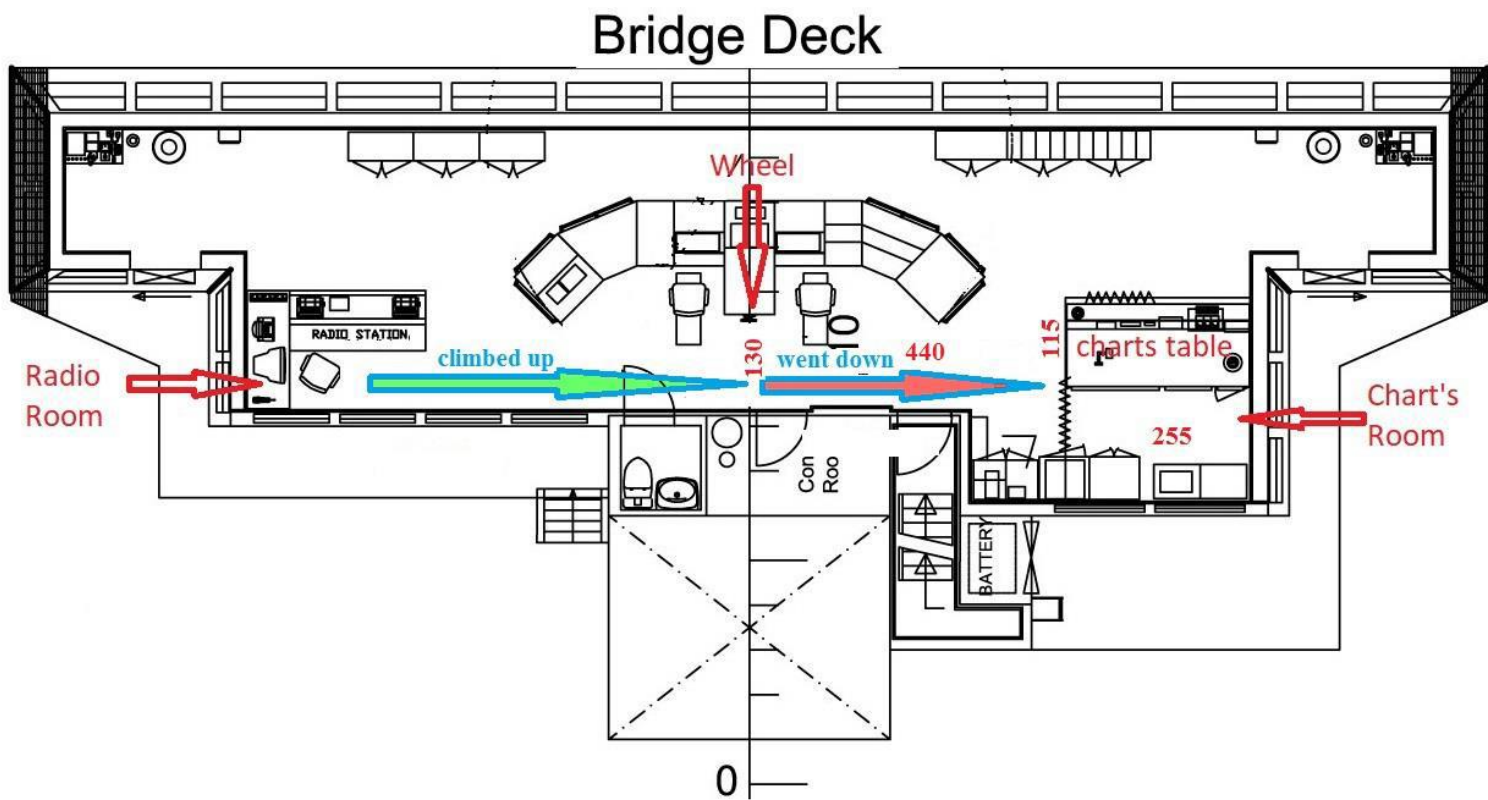 Bridge Deck
Wheel
RADIO STATION
climbed up
went down
130
440
10
115
charts table
Radio
Room
Chart's
Room
255
Con
Roo
BATTERY
0